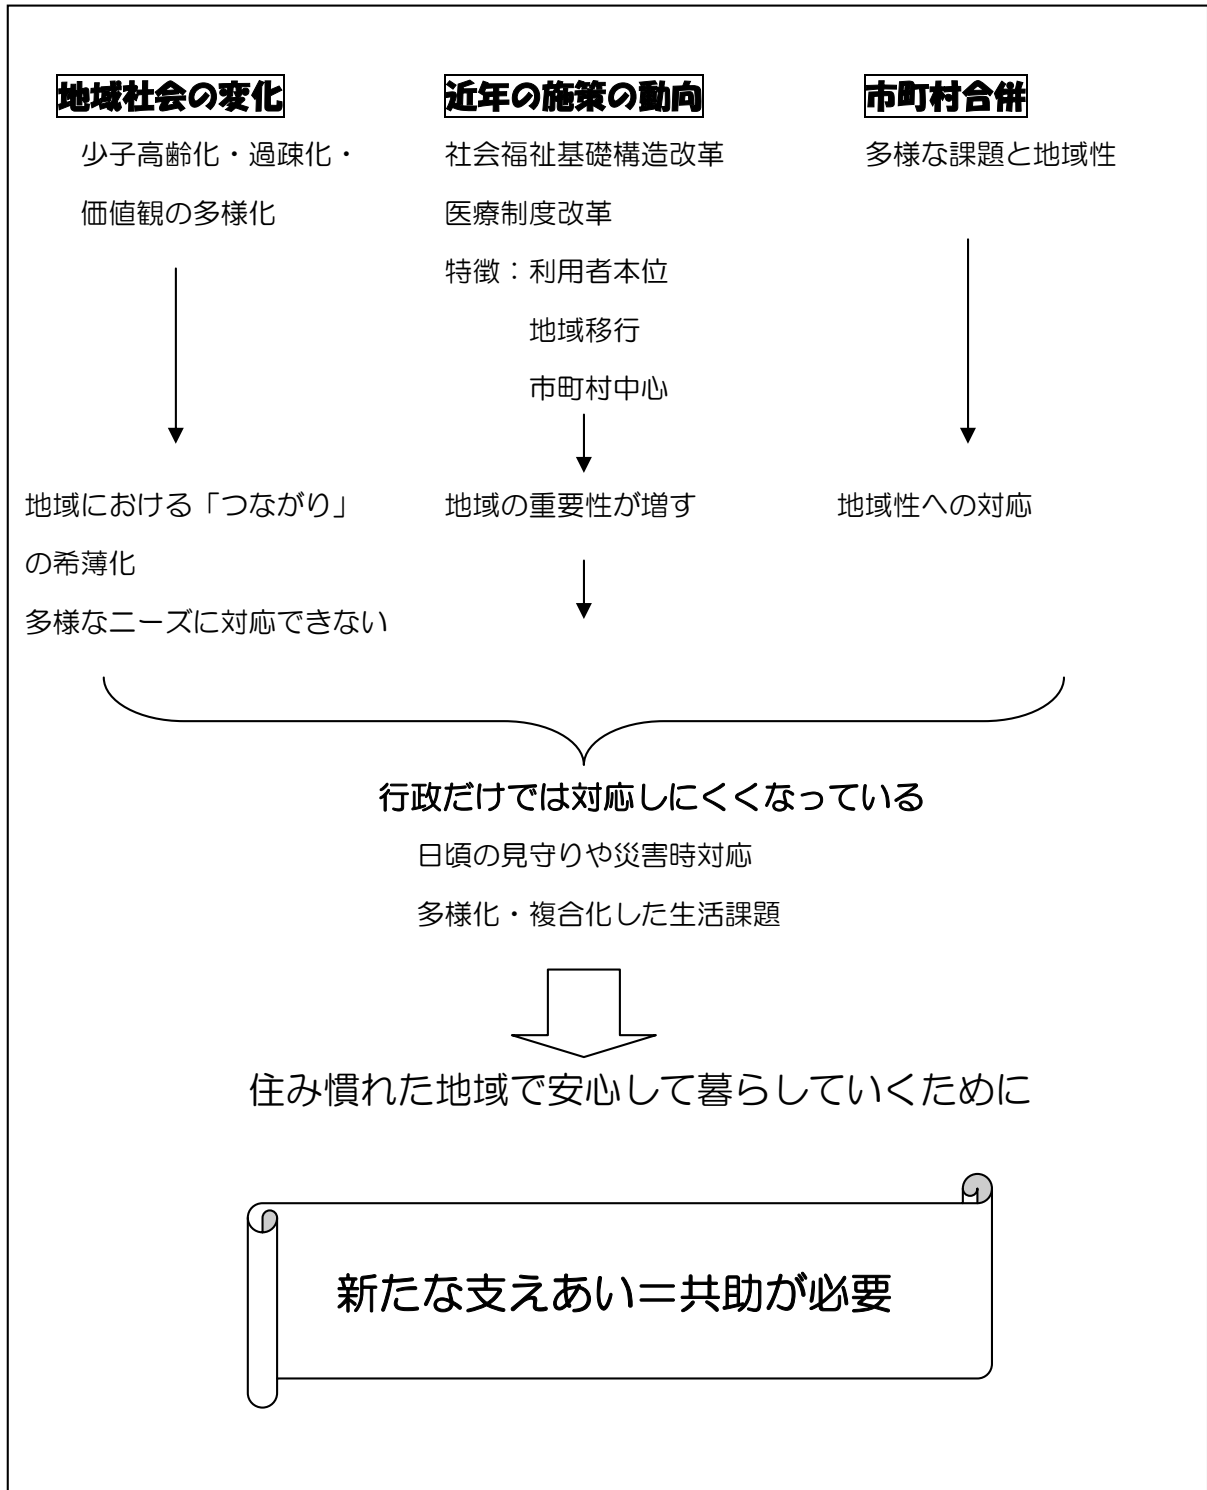 地域社会の変化
少子高齢化・過疎化・
価値観の多様化
地域における「つながり」
の希薄化
多様なニーズに対応できない
近年の施策の動向
社会福祉基礎構造改革
医療制度改革
特徴：利用者本位
地域移行
市町村中心
地域の重要性が増す
市町村合併
多様な課題と地域性
地域性への対応
行政だけでは対応しにくくなっている
日頃の見守りや災害時対応
多様化・複合化した生活課題
住み慣れた地域で安心して暮らしていくために
新たな支えあい＝共助が必要